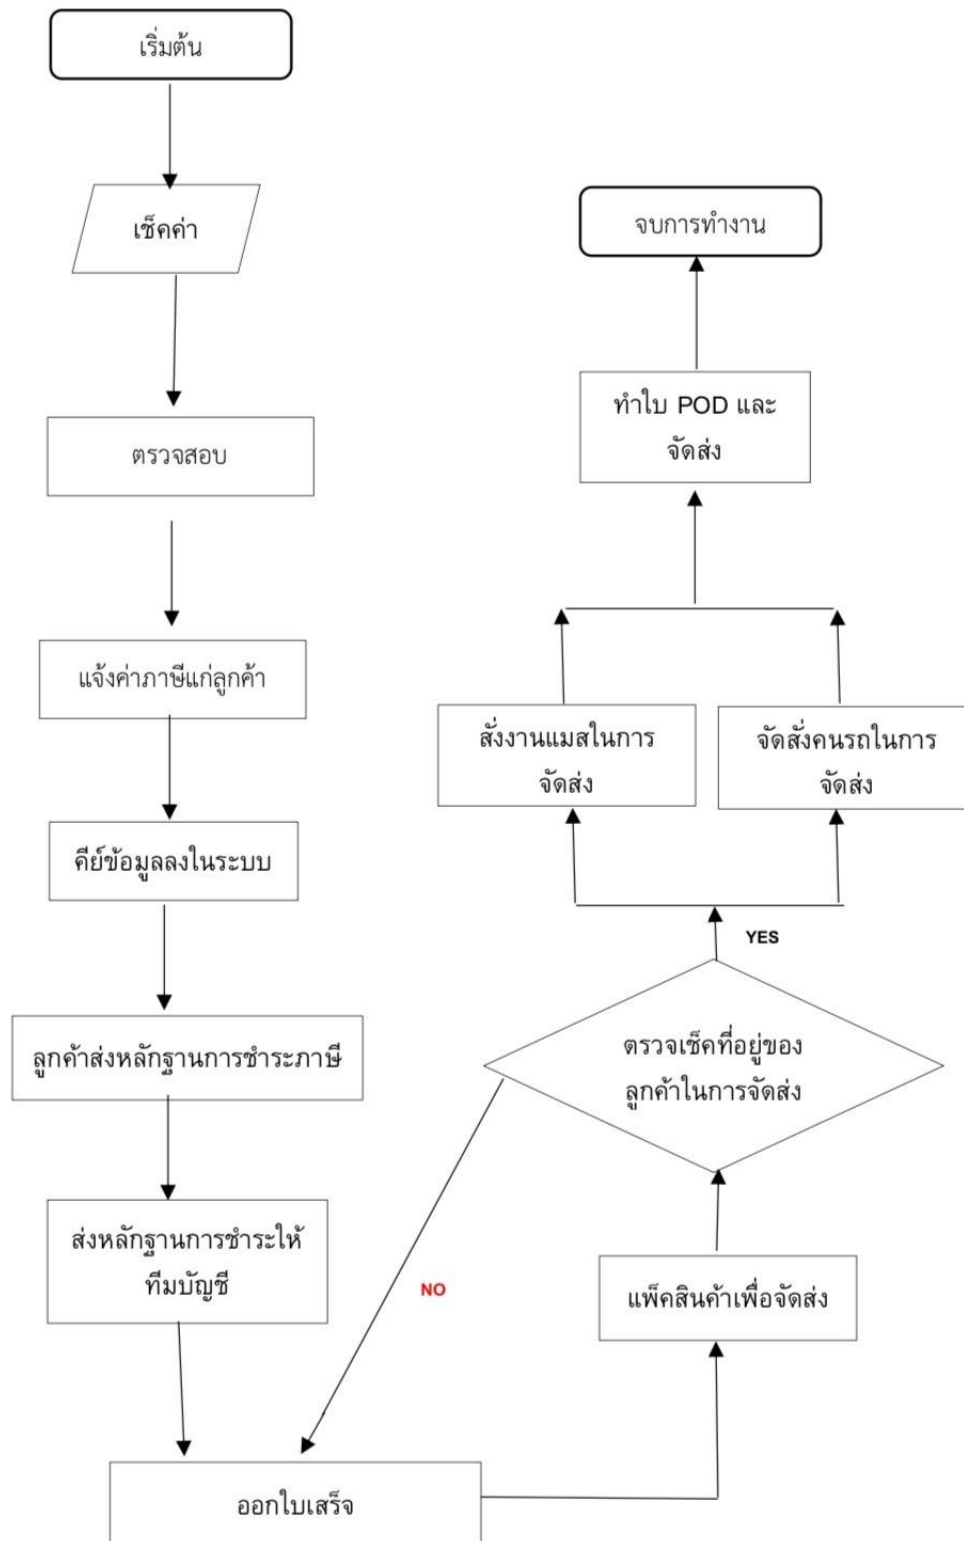 เริ่มต้น
เช็คค่า
ตรวจสอบ
แจ้งค่าภาษีแก่ลูกค้า
คีย์ข้อมูลลงในระบบ
ลูกค้าส่งหลักฐานการชำระภาษี
ส่งหลักฐานการชำระให้
ทีมบัญชี
ออกใบเสร็จ
แพ็คสินค้าเพื่อจัดส่ง
ตรวจเช็คที่อยู่ของ
ลูกค้าในการจัดส่ง
NO
YES
สั่งงานแมสในการ
จัดส่ง
จัดสั่งคนรถในการ
จัดส่ง
ทำใบ POD และ
จัดส่ง
จบการทำงาน